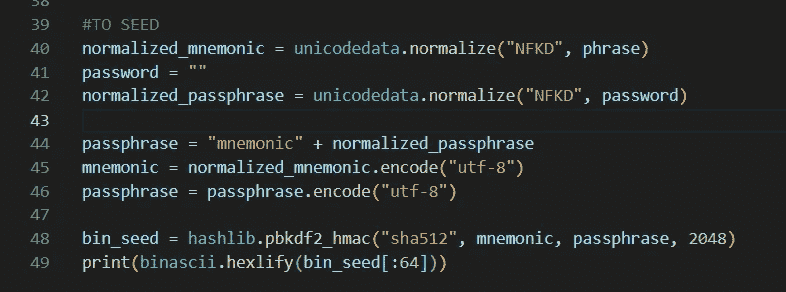 38
39 #TO SEED
40 normalized_mnemonic = unicodedata.normalize("NFKD", phrase)
41 password = ""
42 normalized_passphrase = unicodedata.normalize("NFKD", password)
43
44 passphrase = "mnemonic" + normalized_passphrase
45 mnemonic = normalized_mnemonic.encode("utf-8")
46 passphrase = passphrase.encode("utf-8")
47
48 bin_seed = hashlib.pbkdf2_hmac("sha512", mnemonic, passphrase, 2048)
49 print(binascii.hexlify(bin_seed[:64]))